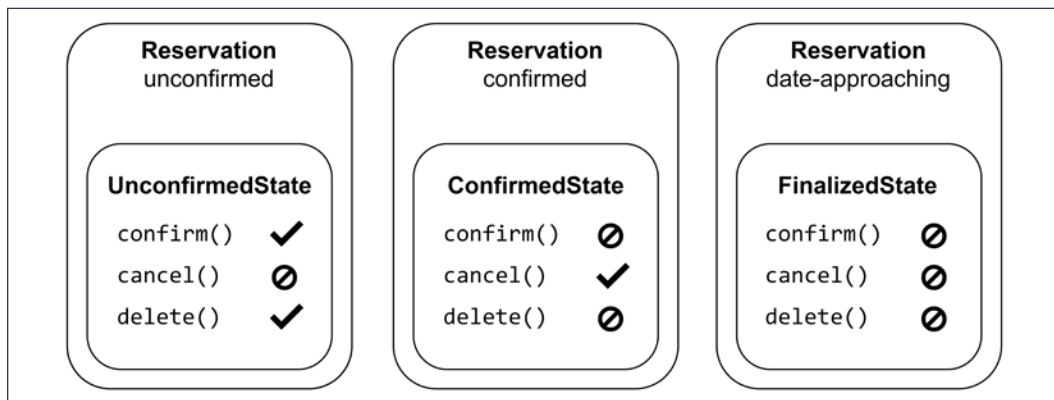 Reservation
unconfirmed
UnconfirmedState
confirm()
cancel()
delete()
Reservation
confirmed
ConfirmedState
confirm()
cancel()
delete()
Reservation
date-approaching
FinalizedState
confirm()
cancel()
delete()